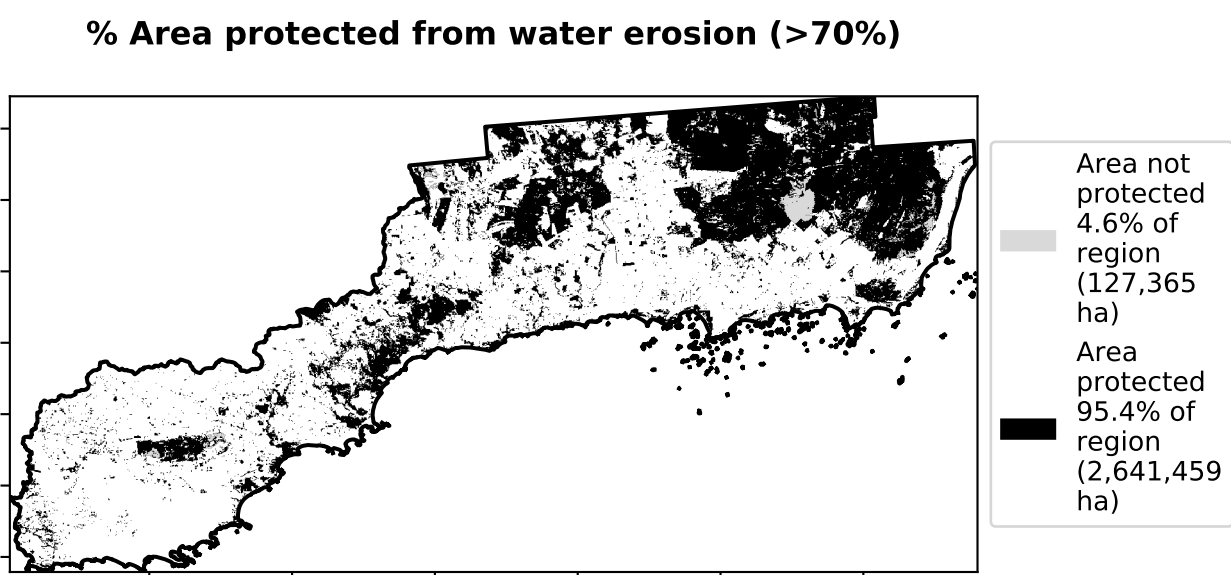 % Area protected from water erosion (>70%)
Area not
protected
4.6% of
region
(127,365
ha)
Area
protected
95.4% of
region
(2,641,459
ha)